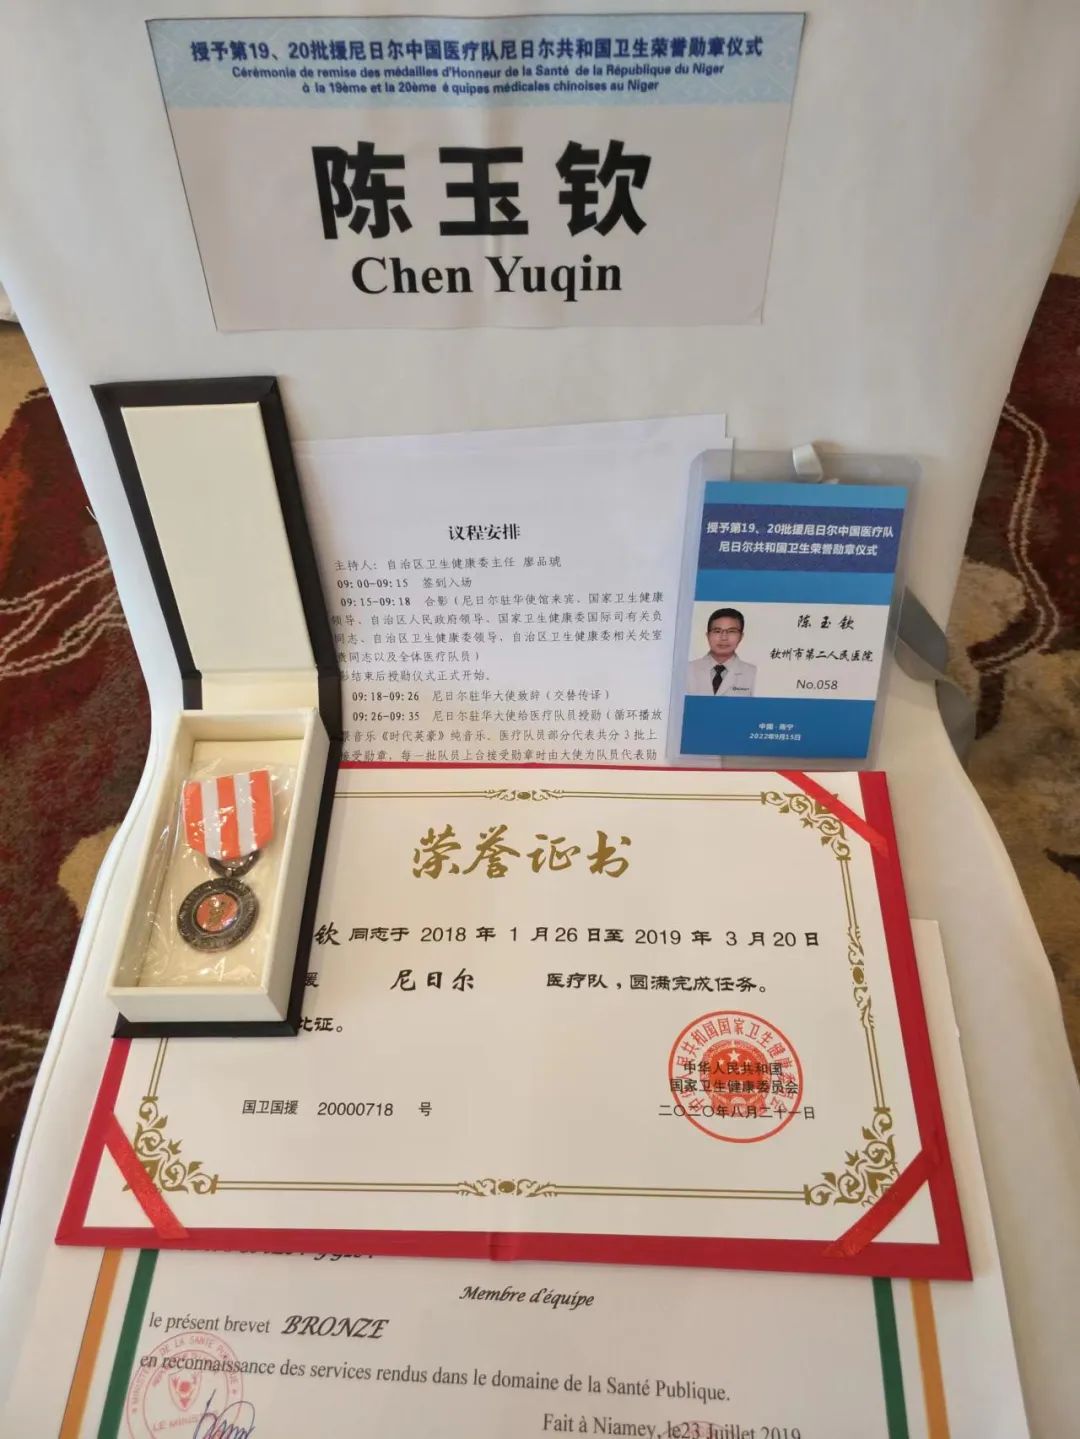 授予第19、20批援尼日尔中国医疗队尼日尔共和国卫生荣誉勋章仪式
Cérémonie de remise des médailles d'Honneur de la Santé de la République du Niger
à la 19ème et la 20ème é quipes médicales chinoises au Niger
陈玉钦
Chen Yuqin
议程安排
主持人：自治区卫生健康委主任 廖品琥
09:00-09:15 签到入场
09:15-09:18 合影（尼日尔驻华使馆来宾、国家卫生健康
领导、自治区人民政府领导、国家卫生健康委国际司有关负
同志、自治区卫生健康委领导，自治区卫生健康委相关处室
责同志以及全体医疗队员）
影结束后授勋仪式正式开始。
09:18-09:26 尼日尔驻华大使致辞（交替传译）
09:26-09:35 尼日尔驻华大使给医疗队员授勋（循环播放
景音乐《时代英豪》纯音乐、医疗队员部分代表共分3批上
接受勋章，每一批队员上台接受勋章时由大使为队员代表勋
授予第19、20批援尼日尔中国医疗队
尼日尔共和国卫生荣誉勋章仪式
陈玉钦
钦州市第二人民医院
No.058
中国·南宁
2022年9月15日
荣誉证书
钦 同志于 2018 年 1 月 26 日至 2019 年 3 月 20 日
援 尼日尔 医疗队，圆满完成任务。
此证。
中华人民共和国
国家卫生健康委员会
国卫国援 20000718 号
二〇二〇年八月二十一日
Membre d'équipe
le présent brevet BRONZE
en reconnaissance des services rendus dans le domaine de la Santé Publique.
Fait à Niamey, le 23 Juillet 2019